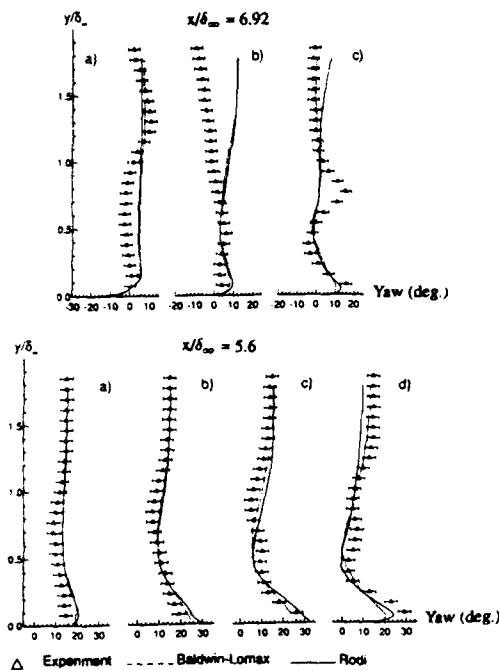 x/δ∞ = 6.92
y/δ∞
a)
b)
c)
1.5
1.0
0.5
0.0
-30 -20 -10 0 10
-20 -10 0 10 20
-20 -10 0 10 20
Yaw (deg.)
x/δ∞ = 5.6
y/δ∞
a)
b)
c)
d)
1.5
1.0
0.5
0.0
0 10 20 30
0 10 20 30
0 10 20 30
0 10 20 30
Yaw (deg.)
△ Experiment ------ Baldwin-Lomax —— Rodi